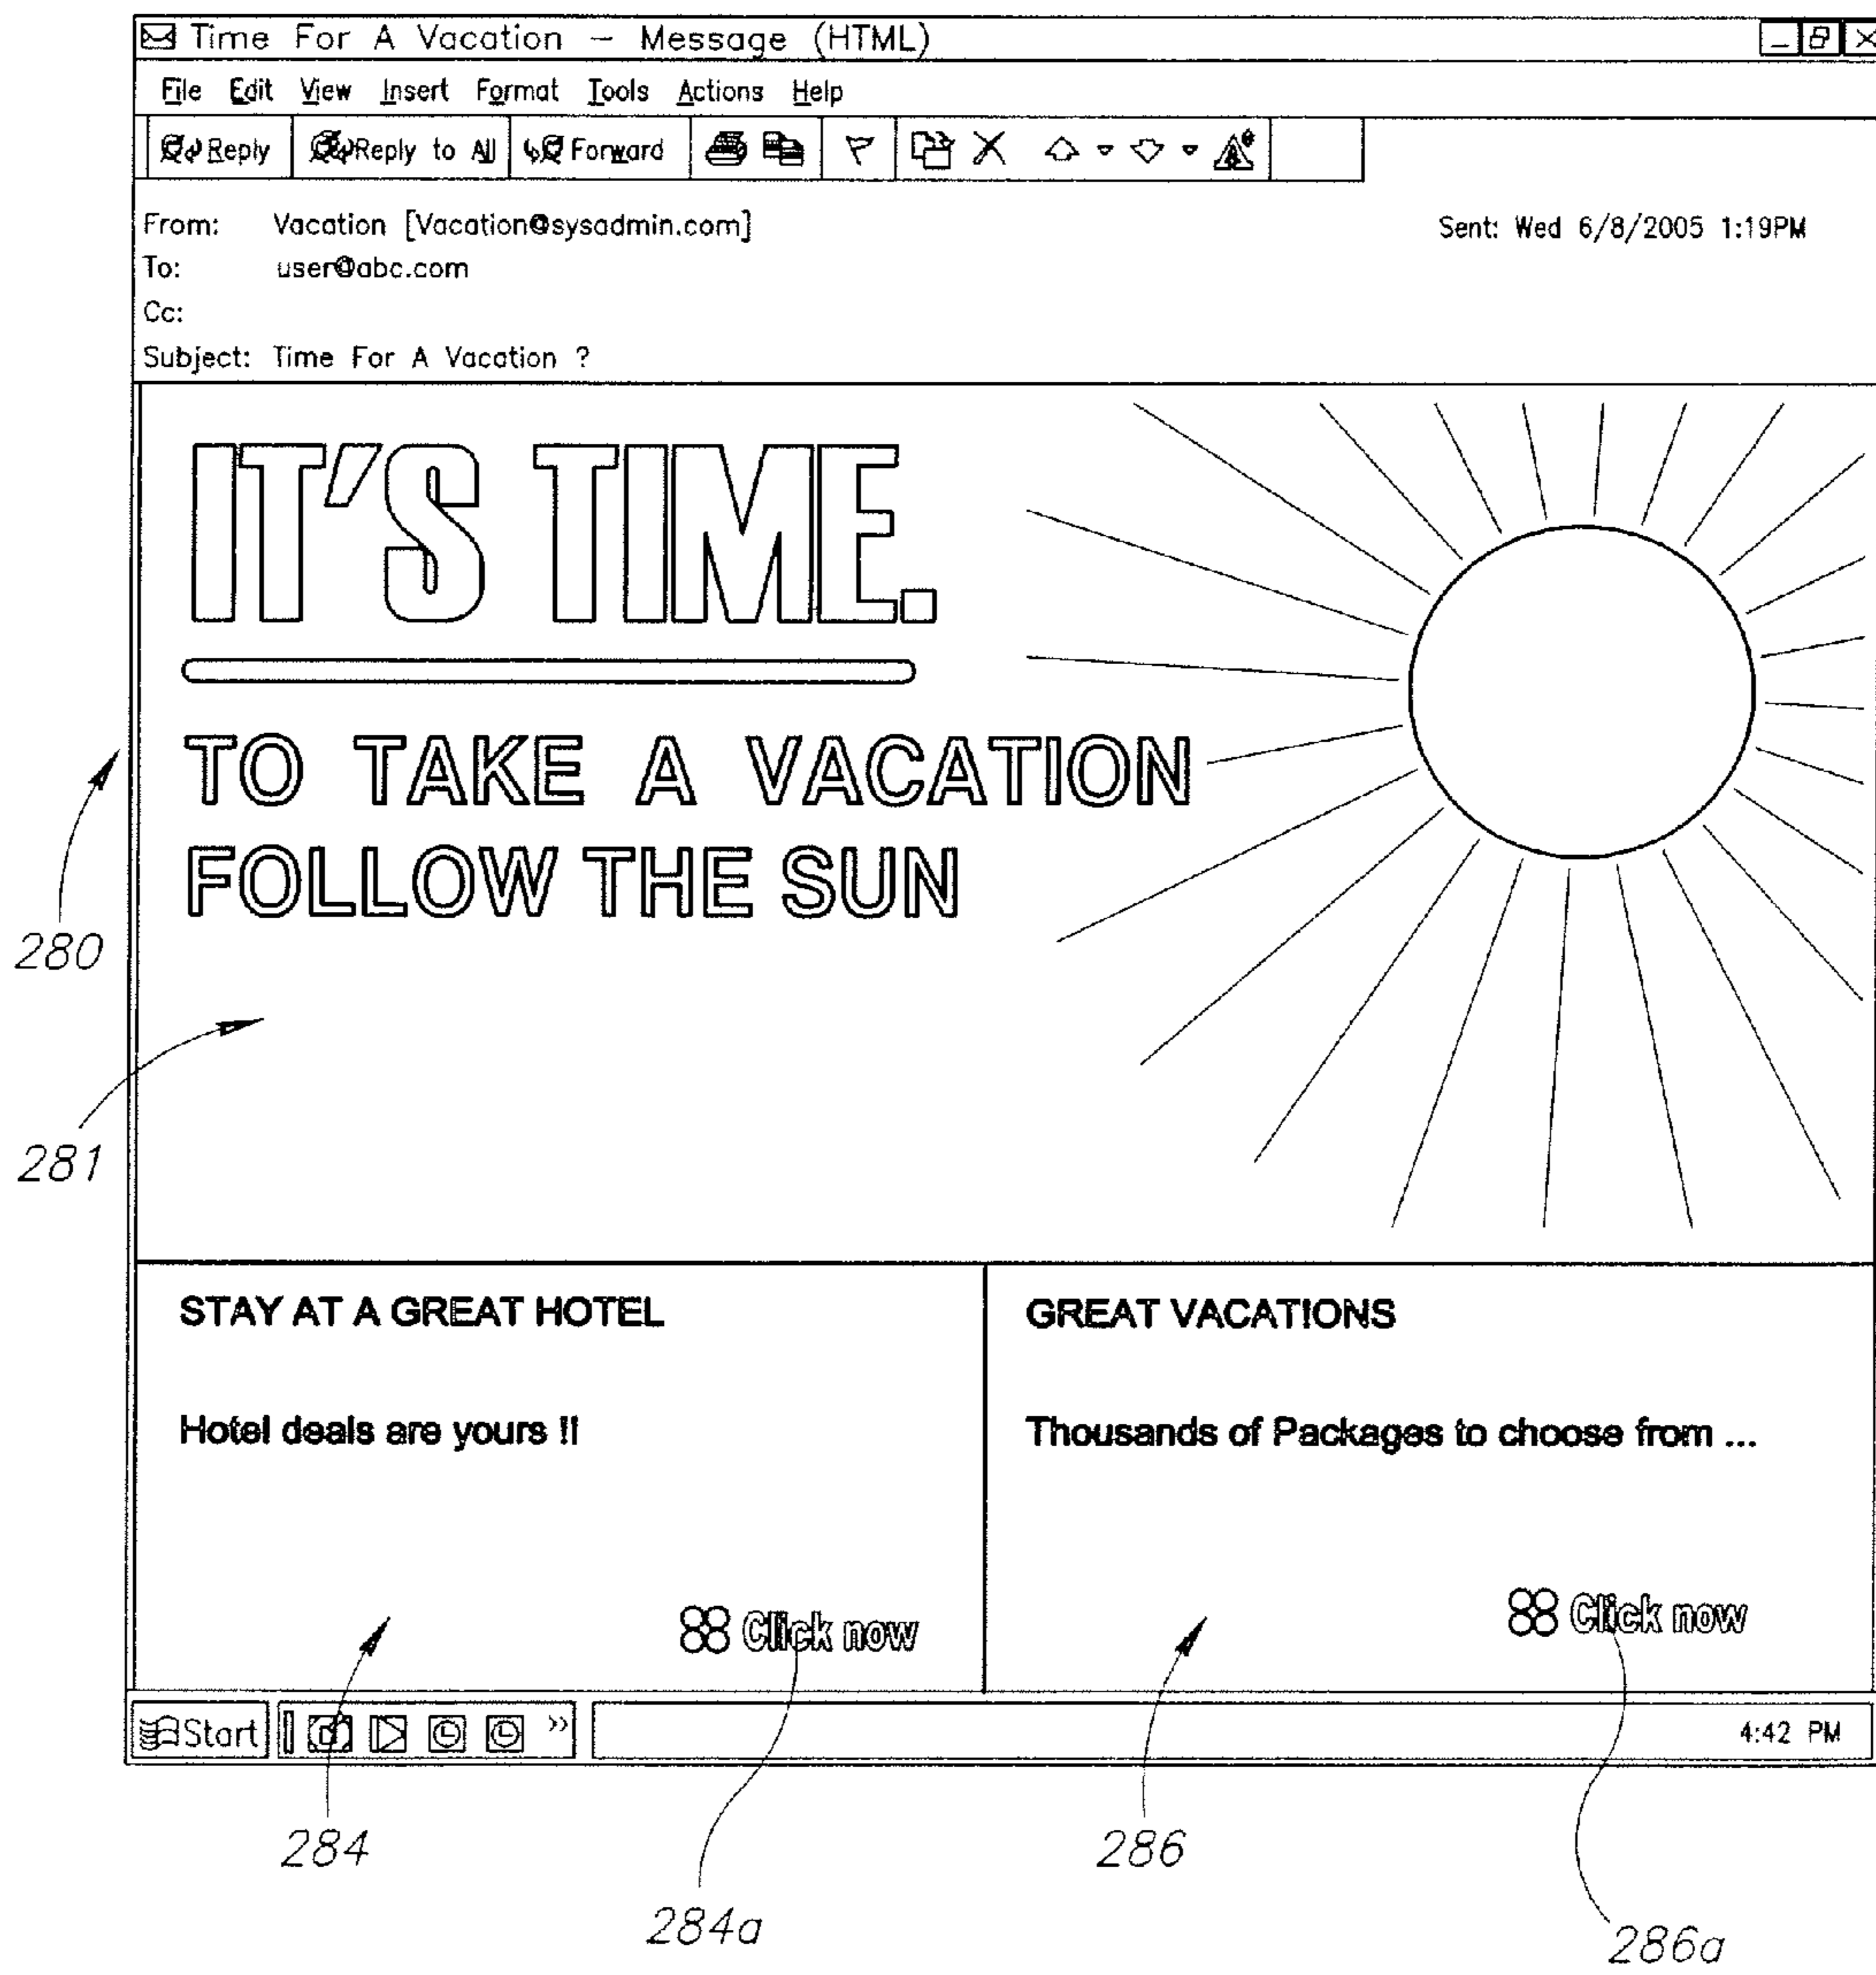 Time For A Vacation – Message (HTML)
File Edit View Insert Format Tools Actions Help
Reply Reply to All Forward
From: Vacation [Vacation@sysadmin.com] Sent: Wed 6/8/2005 1:19PM
To: user@abc.com
Cc:
Subject: Time For A Vacation ?
IT'S TIME.
TO TAKE A VACATION
FOLLOW THE SUN
280
281
STAY AT A GREAT HOTEL
Hotel deals are yours !!
Click now
GREAT VACATIONS
Thousands of Packages to choose from ...
Click now
Start >> 4:42 PM
284 286
284a 286a